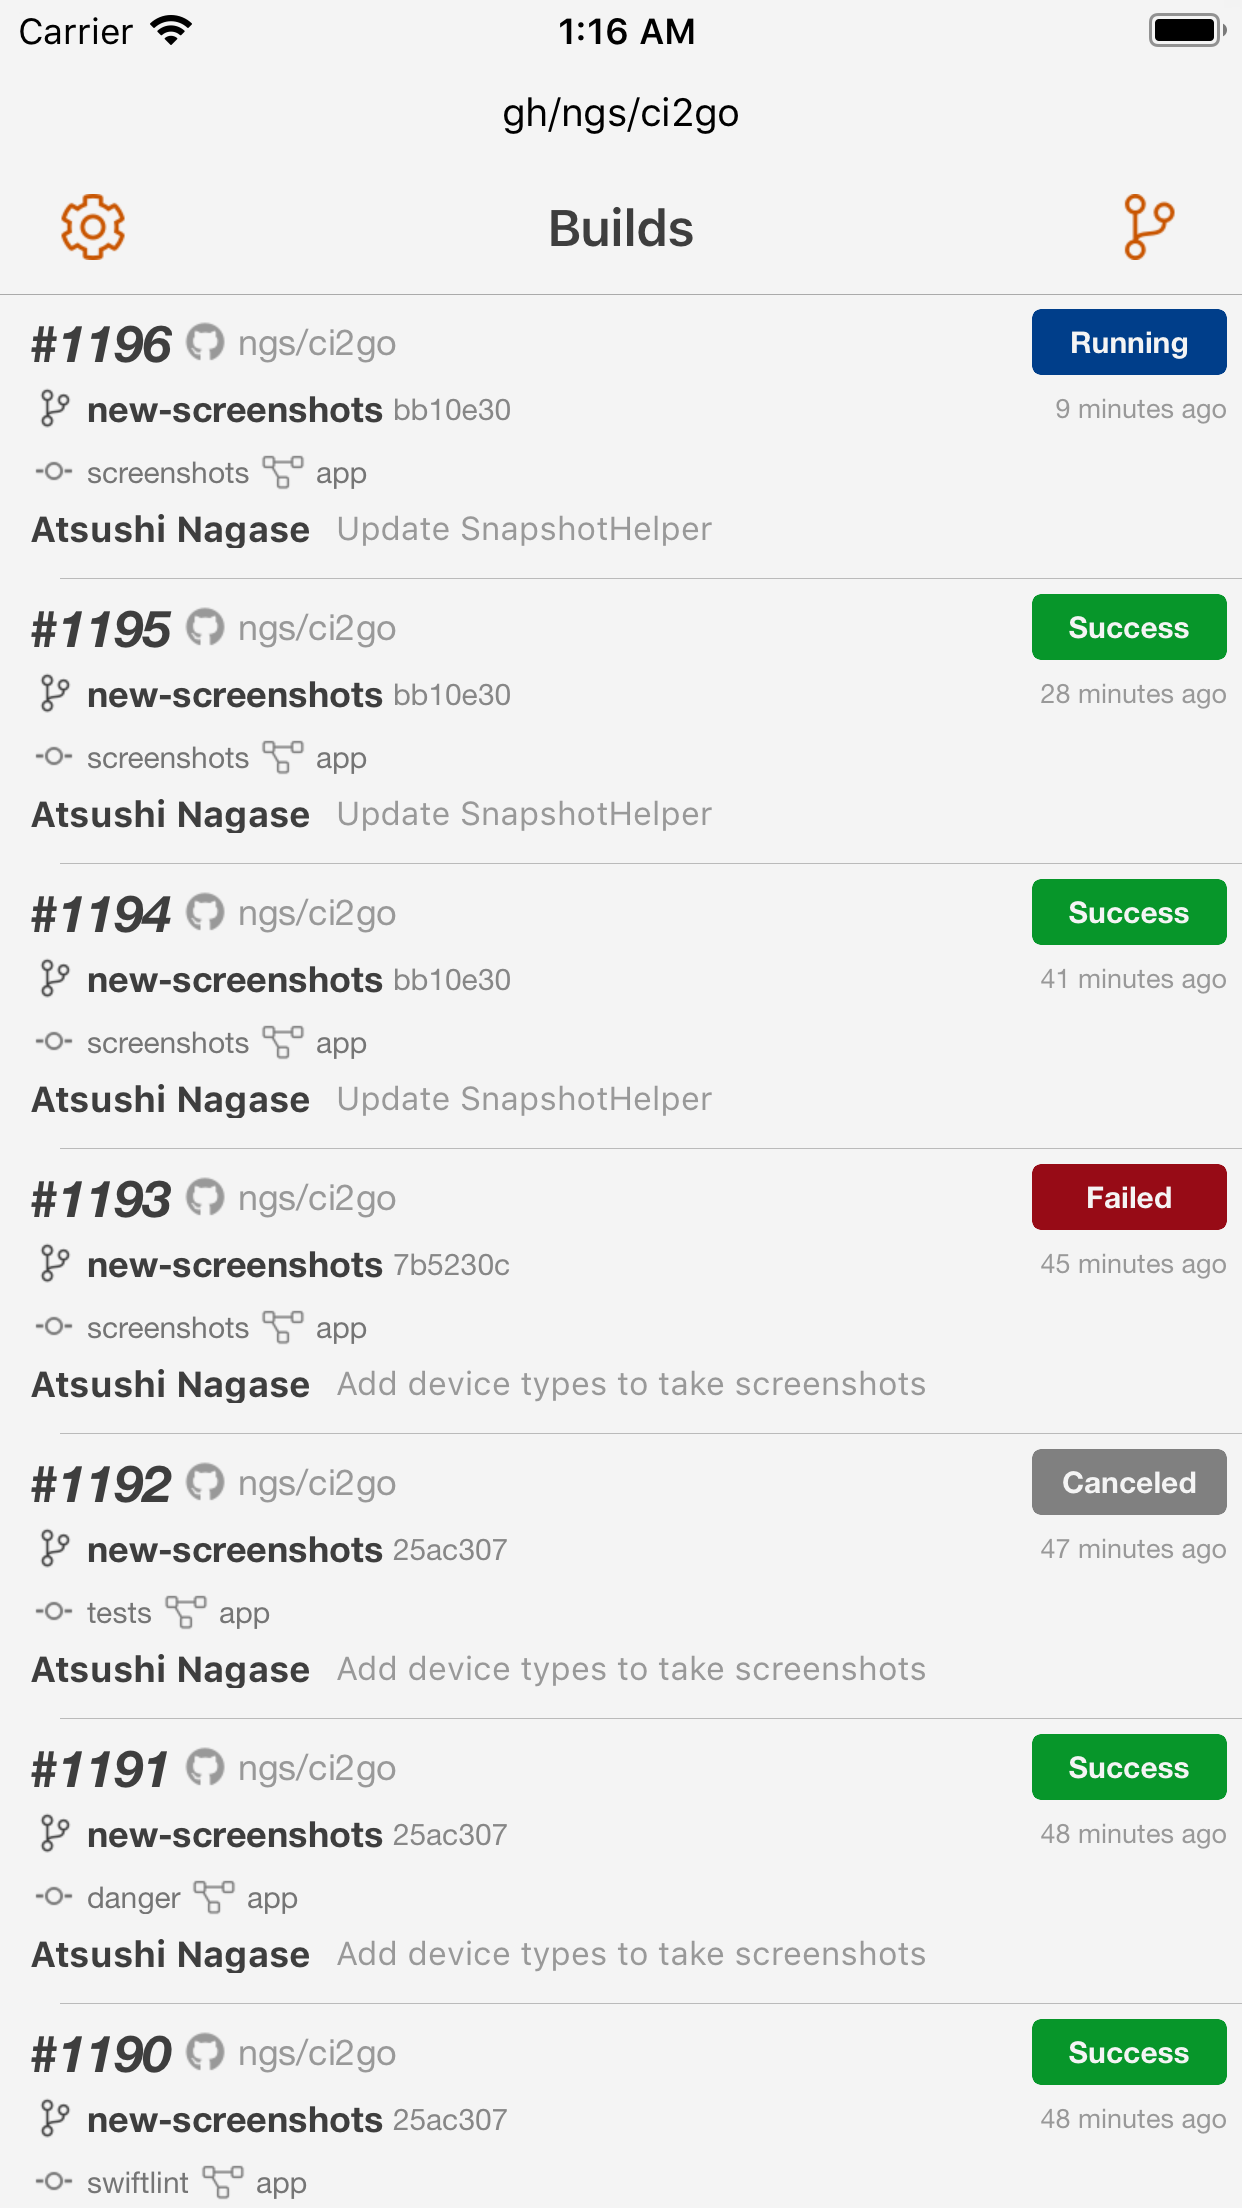 Carrier 1:16 AM
gh/ngs/ci2go
Builds
#1196 ngs/ci2go Running
new-screenshots bb10e30 9 minutes ago
screenshots app
Atsushi Nagase Update SnapshotHelper
#1195 ngs/ci2go Success
new-screenshots bb10e30 28 minutes ago
screenshots app
Atsushi Nagase Update SnapshotHelper
#1194 ngs/ci2go Success
new-screenshots bb10e30 41 minutes ago
screenshots app
Atsushi Nagase Update SnapshotHelper
#1193 ngs/ci2go Failed
new-screenshots 7b5230c 45 minutes ago
screenshots app
Atsushi Nagase Add device types to take screenshots
#1192 ngs/ci2go Canceled
new-screenshots 25ac307 47 minutes ago
tests app
Atsushi Nagase Add device types to take screenshots
#1191 ngs/ci2go Success
new-screenshots 25ac307 48 minutes ago
danger app
Atsushi Nagase Add device types to take screenshots
#1190 ngs/ci2go Success
new-screenshots 25ac307 48 minutes ago
swiftlint app